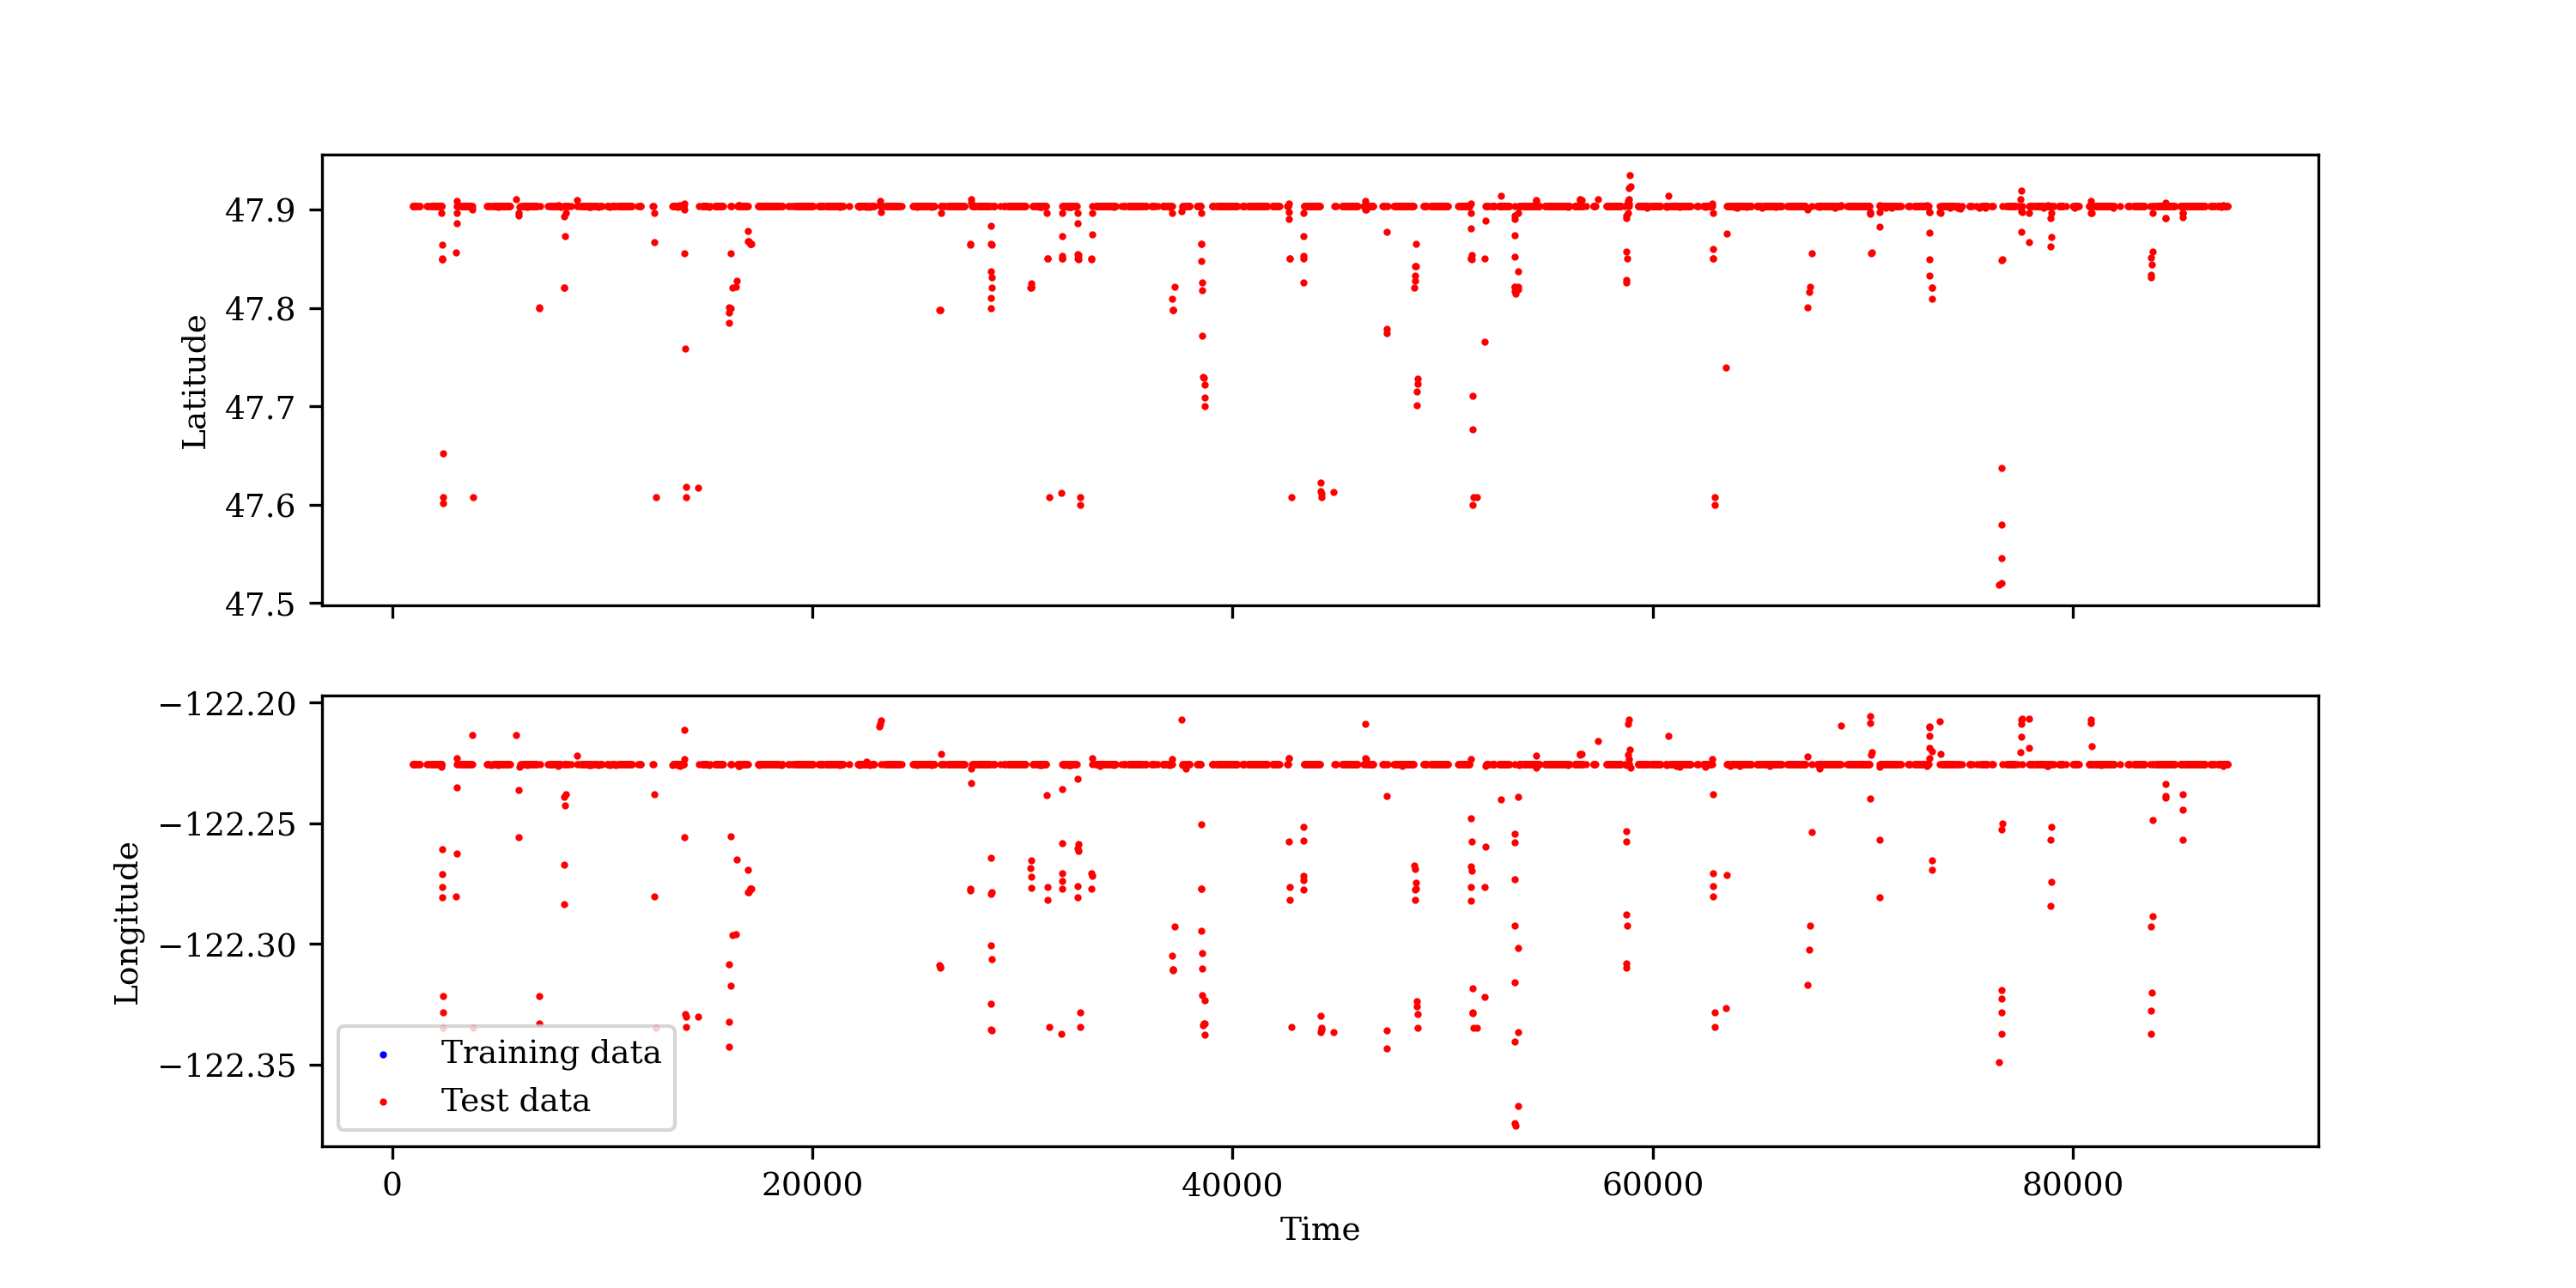 47.9
47.8
47.7
47.6
47.5
Latitude
−122.20
−122.25
−122.30
−122.35
Longitude
Training data
Test data
0 20000 40000 60000 80000
Time